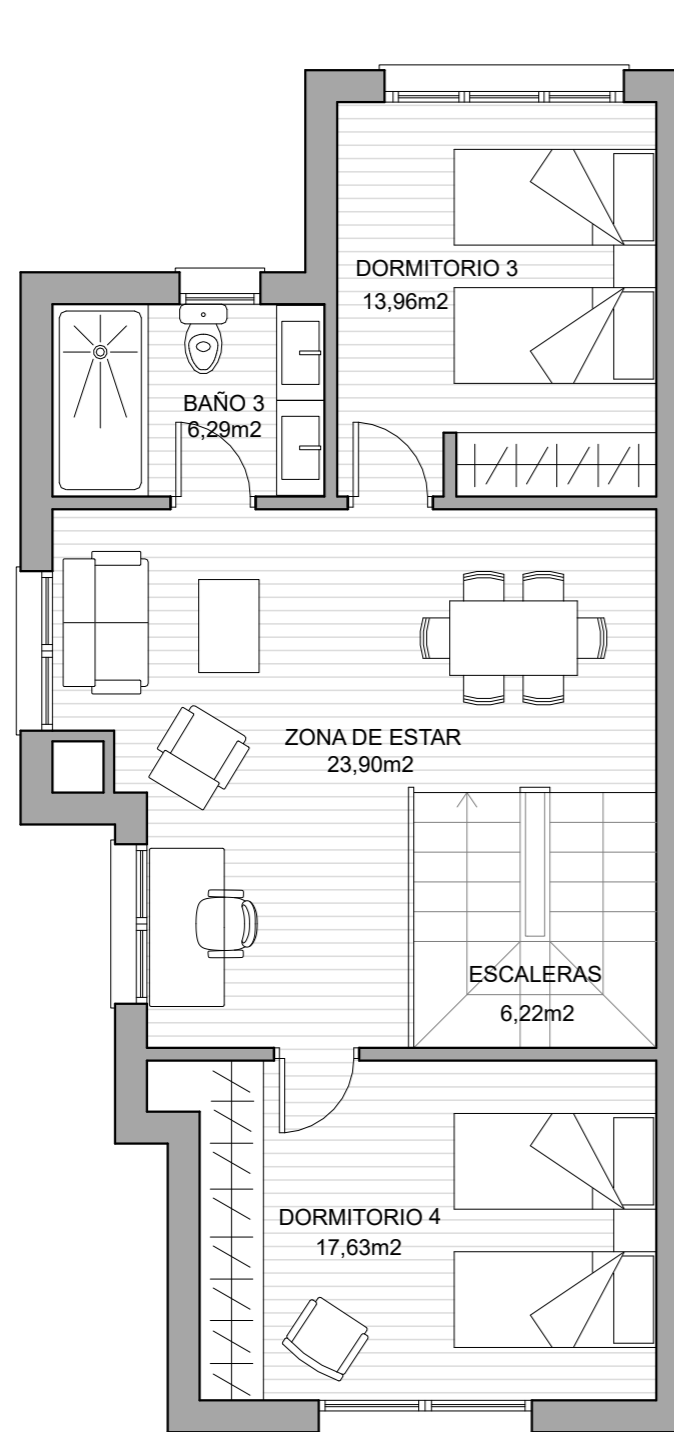 DORMITORIO 3
13,96m2
BAÑO 3
6,29m2
ZONA DE ESTAR
23,90m2
ESCALERAS
6,22m2
DORMITORIO 4
17,63m2